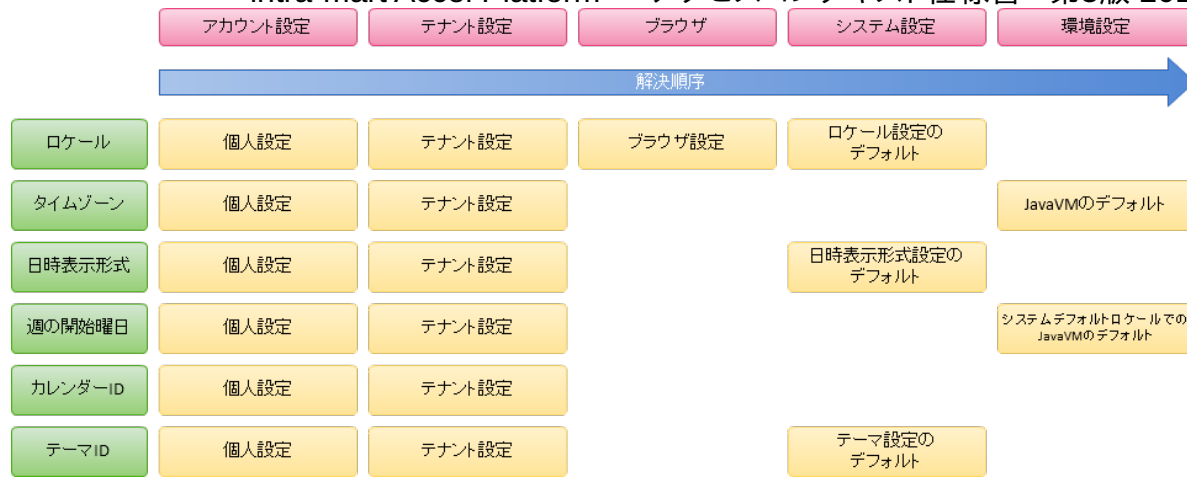 アカウント設定 テナント設定 ブラウザ システム設定 環境設定
解決順序
ロケール 個人設定 テナント設定 ブラウザ設定 ロケール設定の
デフォルト
タイムゾーン 個人設定 テナント設定 JavaVMのデフォルト
日時表示形式 個人設定 テナント設定 日時表示形式設定の
デフォルト
週の開始曜日 個人設定 テナント設定 システムデフォルトロケールでの
JavaVMのデフォルト
カレンダーID 個人設定 テナント設定
テーマID 個人設定 テナント設定 テーマ設定の
デフォルト